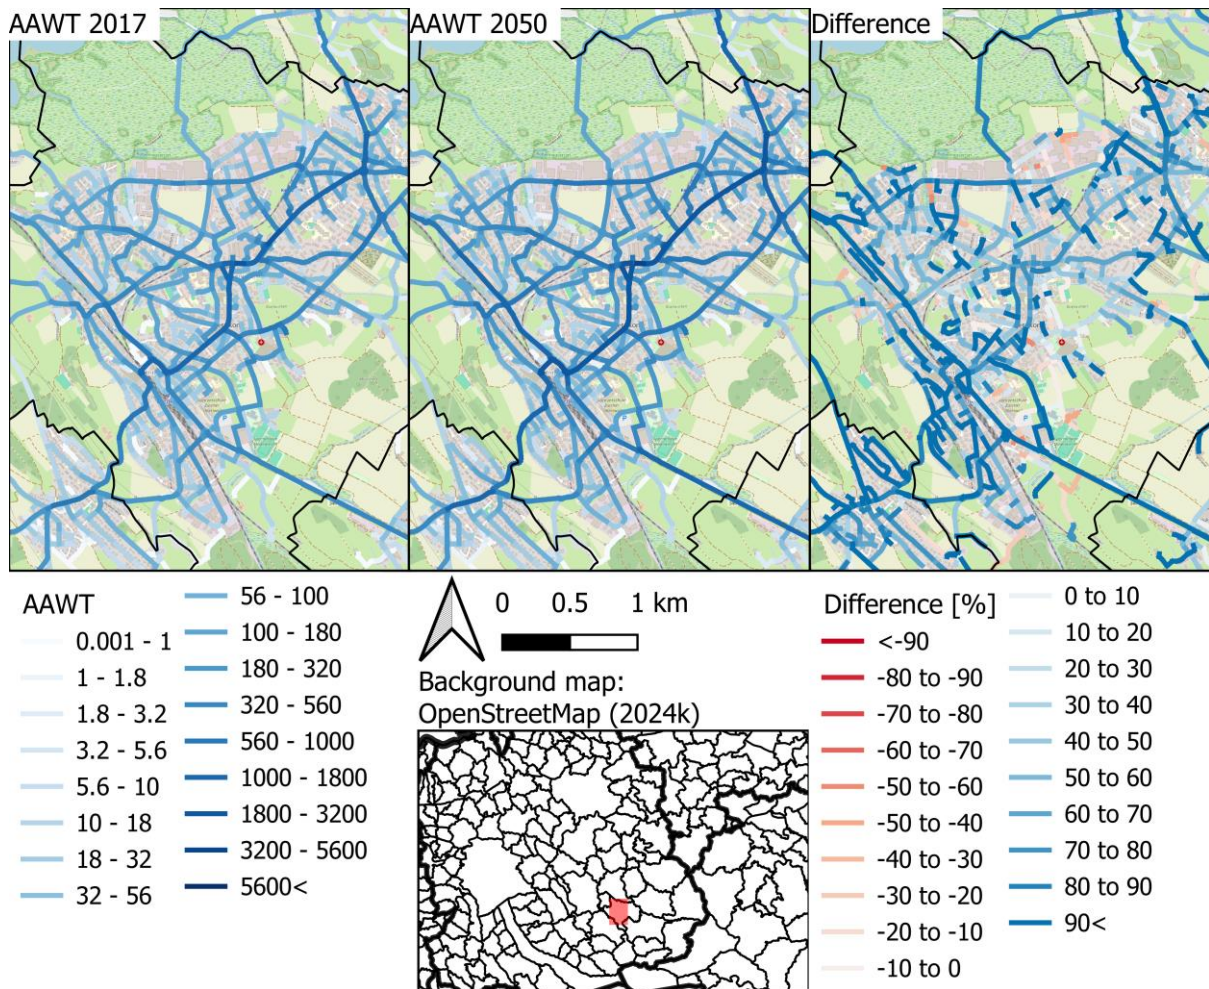 AAWT 2017
AAWT 2050
Difference
AAWT
0.001 - 1
1 - 1.8
1.8 - 3.2
3.2 - 5.6
5.6 - 10
10 - 18
18 - 32
32 - 56
56 - 100
100 - 180
180 - 320
320 - 560
560 - 1000
1000 - 1800
1800 - 3200
3200 - 5600
5600<
0 0.5 1 km
Background map:
OpenStreetMap (2024k)
Difference [%]
<-90
-80 to -90
-70 to -80
-60 to -70
-50 to -60
-50 to -40
-40 to -30
-30 to -20
-20 to -10
-10 to 0
0 to 10
10 to 20
20 to 30
30 to 40
40 to 50
50 to 60
60 to 70
70 to 80
80 to 90
90<